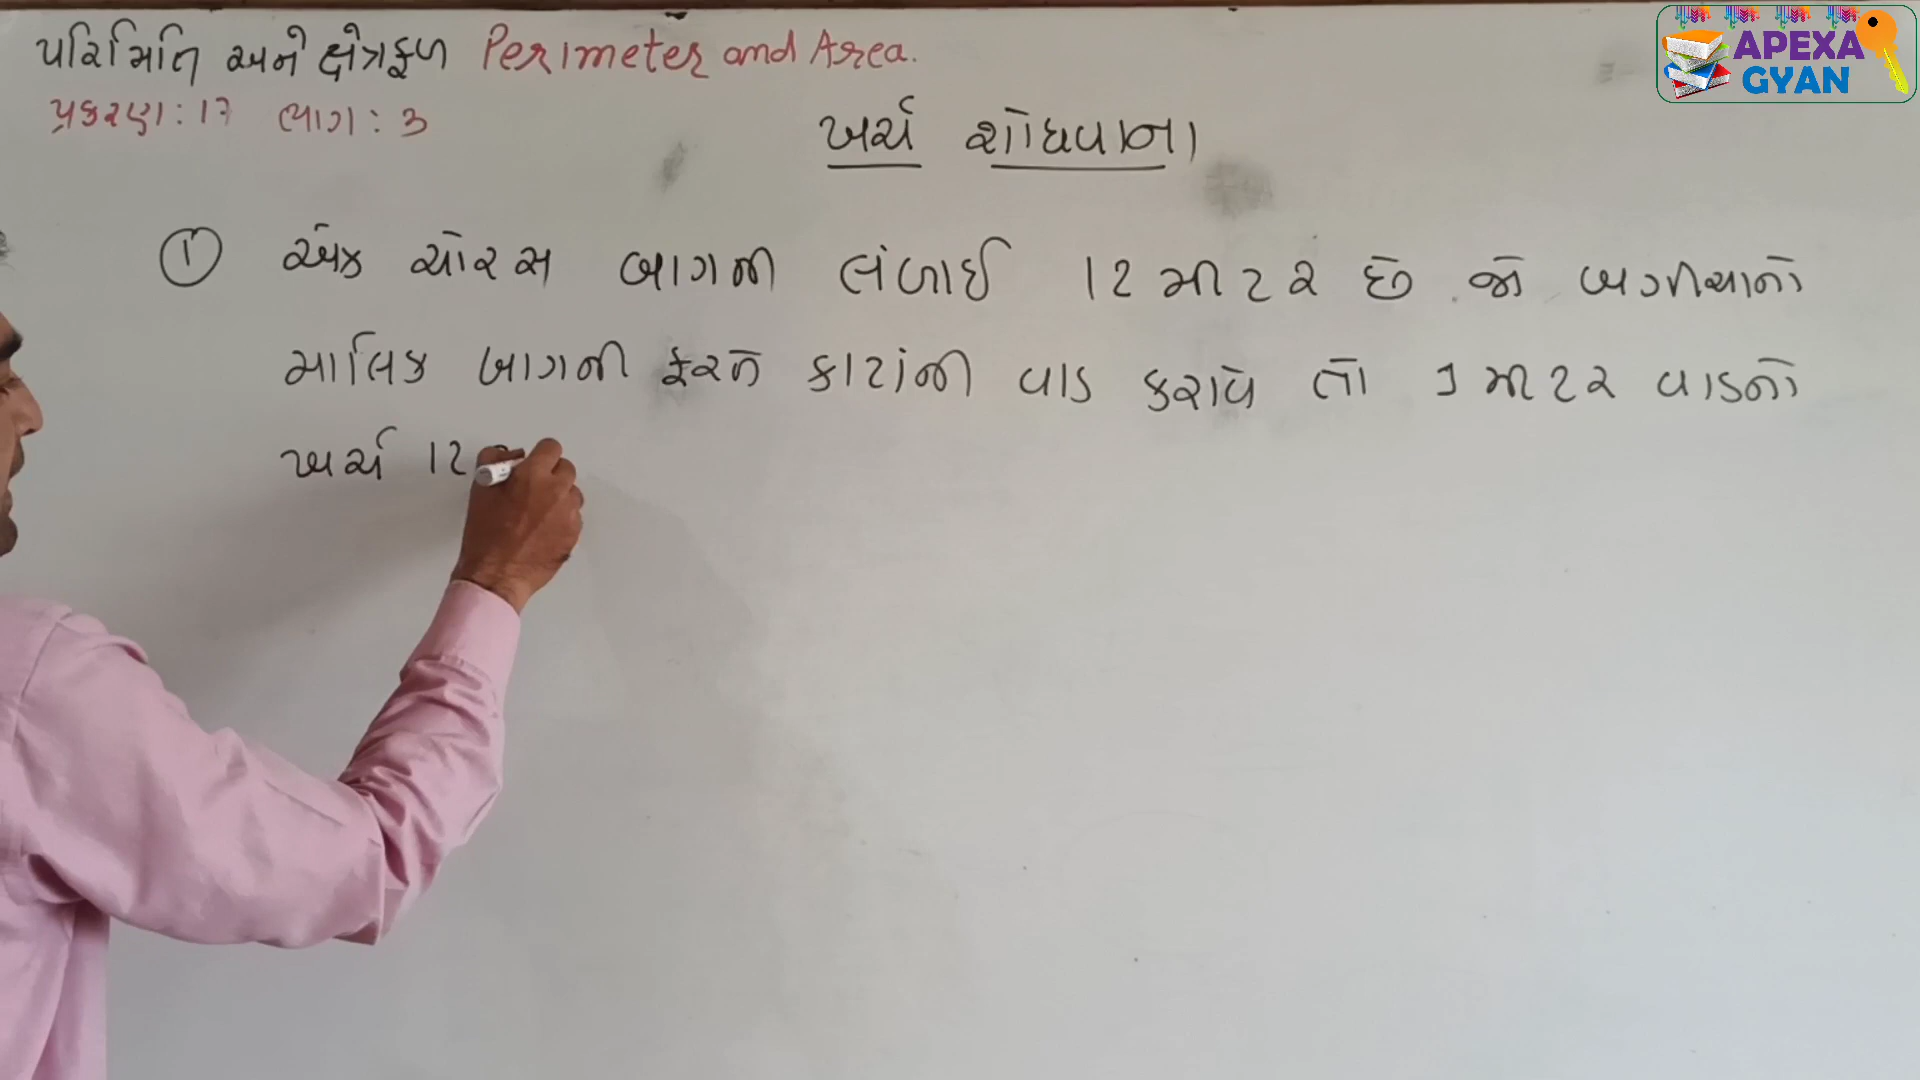 પરિમિતિ અને ક્ષેત્રફળ Perimeter and Area.
પ્રકરણ : 17 ભાગ : 3
ખર્ચ શોધવાના
① એક ચોરસ બાગની લંબાઈ 12 મીટર છે જો બગીચાનો
માલિક બાગની ફરતે કાટાંની વાડ કરાવે તો 1 મીટર વાડનો
ખર્ચ 12
APEXA
GYAN